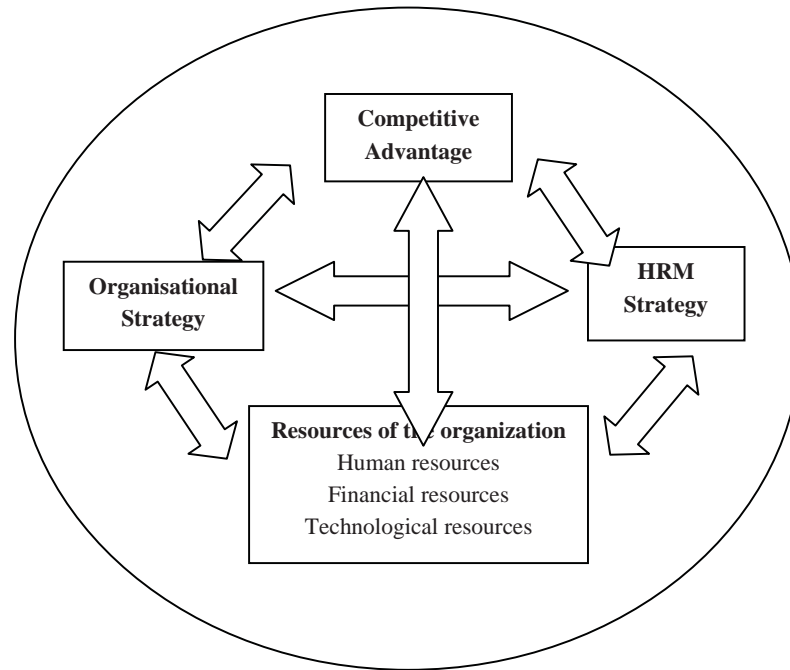 Competitive
Advantage
Organisational
Strategy
HRM
Strategy
Resources of the organization
Human resources
Financial resources
Technological resources